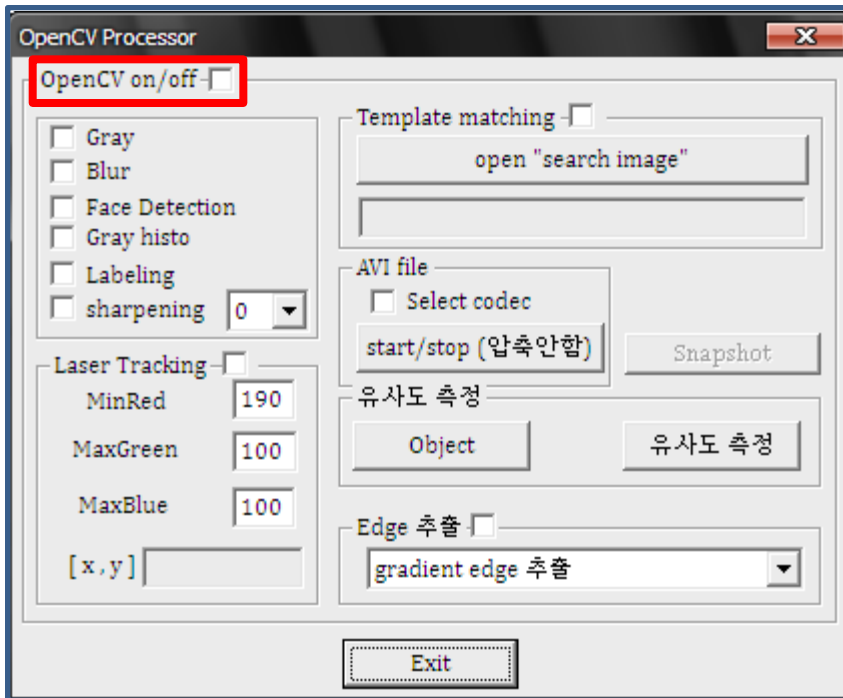 OpenCV Processor
OpenCV on/off
Gray
Blur
Face Detection
Gray histo
Labeling
sharpening 0
Laser Tracking
MinRed 190
MaxGreen 100
MaxBlue 100
[x,y]
Template matching
open "search image"
AVI file
Select codec
start/stop (압축안함)
Snapshot
유사도 측정
Object 유사도 측정
Edge 추출
gradient edge 추출
Exit